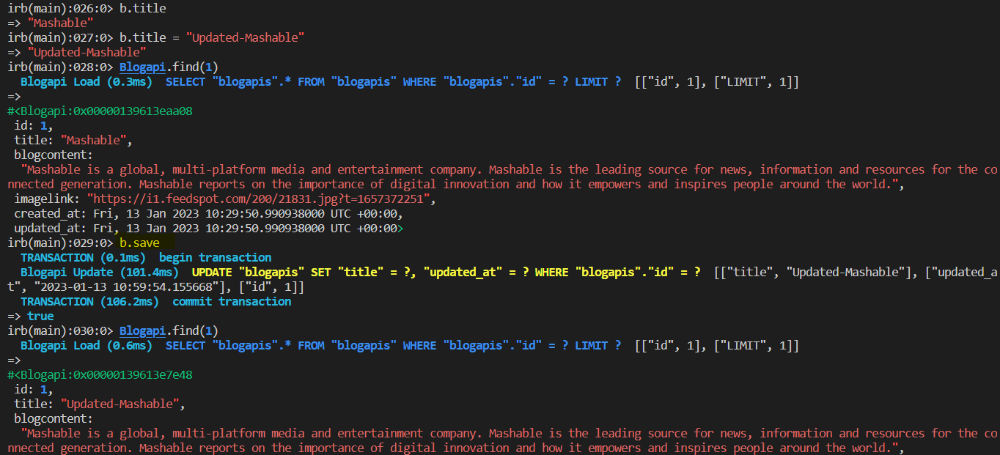 irb(main):026:0> b.title
=> "Mashable"
irb(main):027:0> b.title = "Updated-Mashable"
=> "Updated-Mashable"
irb(main):028:0> Blogapi.find(1)
  Blogapi Load (0.3ms)  SELECT "blogapis".* FROM "blogapis" WHERE "blogapis"."id" = ? LIMIT ?  [["id", 1], ["LIMIT", 1]]
=>
#<Blogapi:0x00000139613eaa08
 id: 1,
 title: "Mashable",
 blogcontent:
  "Mashable is a global, multi-platform media and entertainment company. Mashable is the leading source for news, information and resources for the co
nnected generation. Mashable reports on the importance of digital innovation and how it empowers and inspires people around the world.",
 imagelink: "https://i1.feedspot.com/200/21831.jpg?t=1657372251",
 created_at: Fri, 13 Jan 2023 10:29:50.990938000 UTC +00:00,
 updated_at: Fri, 13 Jan 2023 10:29:50.990938000 UTC +00:00>
irb(main):029:0> b.save
  TRANSACTION (0.1ms)  begin transaction
  Blogapi Update (101.4ms)  UPDATE "blogapis" SET "title" = ?, "updated_at" = ? WHERE "blogapis"."id" = ?  [["title", "Updated-Mashable"], ["updated_a
t", "2023-01-13 10:59:54.155668"], ["id", 1]]
  TRANSACTION (106.2ms)  commit transaction
=> true
irb(main):030:0> Blogapi.find(1)
  Blogapi Load (0.6ms)  SELECT "blogapis".* FROM "blogapis" WHERE "blogapis"."id" = ? LIMIT ?  [["id", 1], ["LIMIT", 1]]
=>
#<Blogapi:0x00000139613e7e48
 id: 1,
 title: "Updated-Mashable",
 blogcontent:
  "Mashable is a global, multi-platform media and entertainment company. Mashable is the leading source for news, information and resources for the co
nnected generation. Mashable reports on the importance of digital innovation and how it empowers and inspires people around the world.",